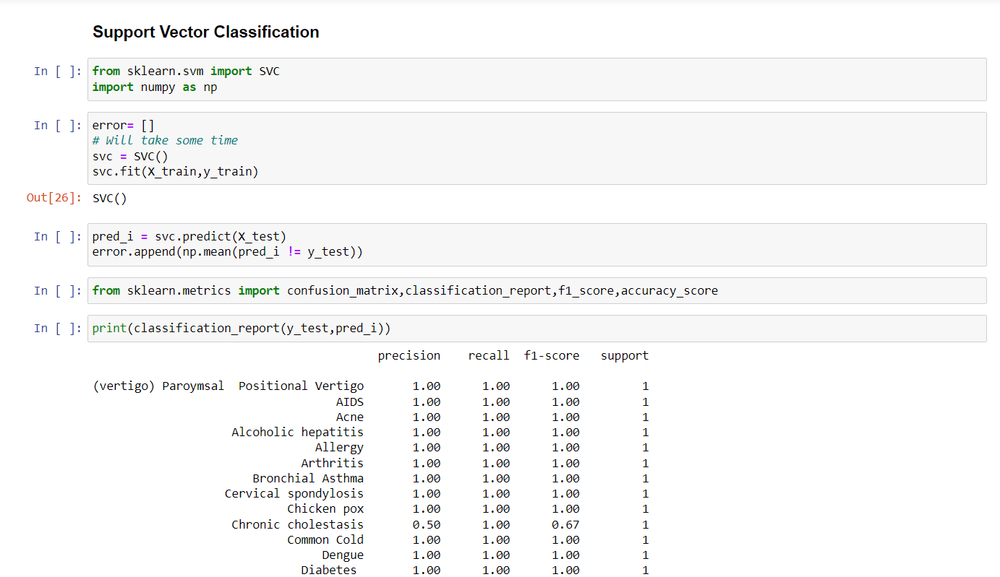 Support Vector Classification
In [ ]: from sklearn.svm import SVC
import numpy as np
In [ ]: error= []
# Will take some time
svc = SVC()
svc.fit(X_train,y_train)
Out[26]: SVC()
In [ ]: pred_i = svc.predict(X_test)
error.append(np.mean(pred_i != y_test))
In [ ]: from sklearn.metrics import confusion_matrix,classification_report,f1_score,accuracy_score
In [ ]: print(classification_report(y_test,pred_i))
precision recall f1-score support
(vertigo) Paroymsal  Positional Vertigo 1.00 1.00 1.00 1
AIDS 1.00 1.00 1.00 1
Acne 1.00 1.00 1.00 1
Alcoholic hepatitis 1.00 1.00 1.00 1
Allergy 1.00 1.00 1.00 1
Arthritis 1.00 1.00 1.00 1
Bronchial Asthma 1.00 1.00 1.00 1
Cervical spondylosis 1.00 1.00 1.00 1
Chicken pox 1.00 1.00 1.00 1
Chronic cholestasis 0.50 1.00 0.67 1
Common Cold 1.00 1.00 1.00 1
Dengue 1.00 1.00 1.00 1
Diabetes 1.00 1.00 1.00 1